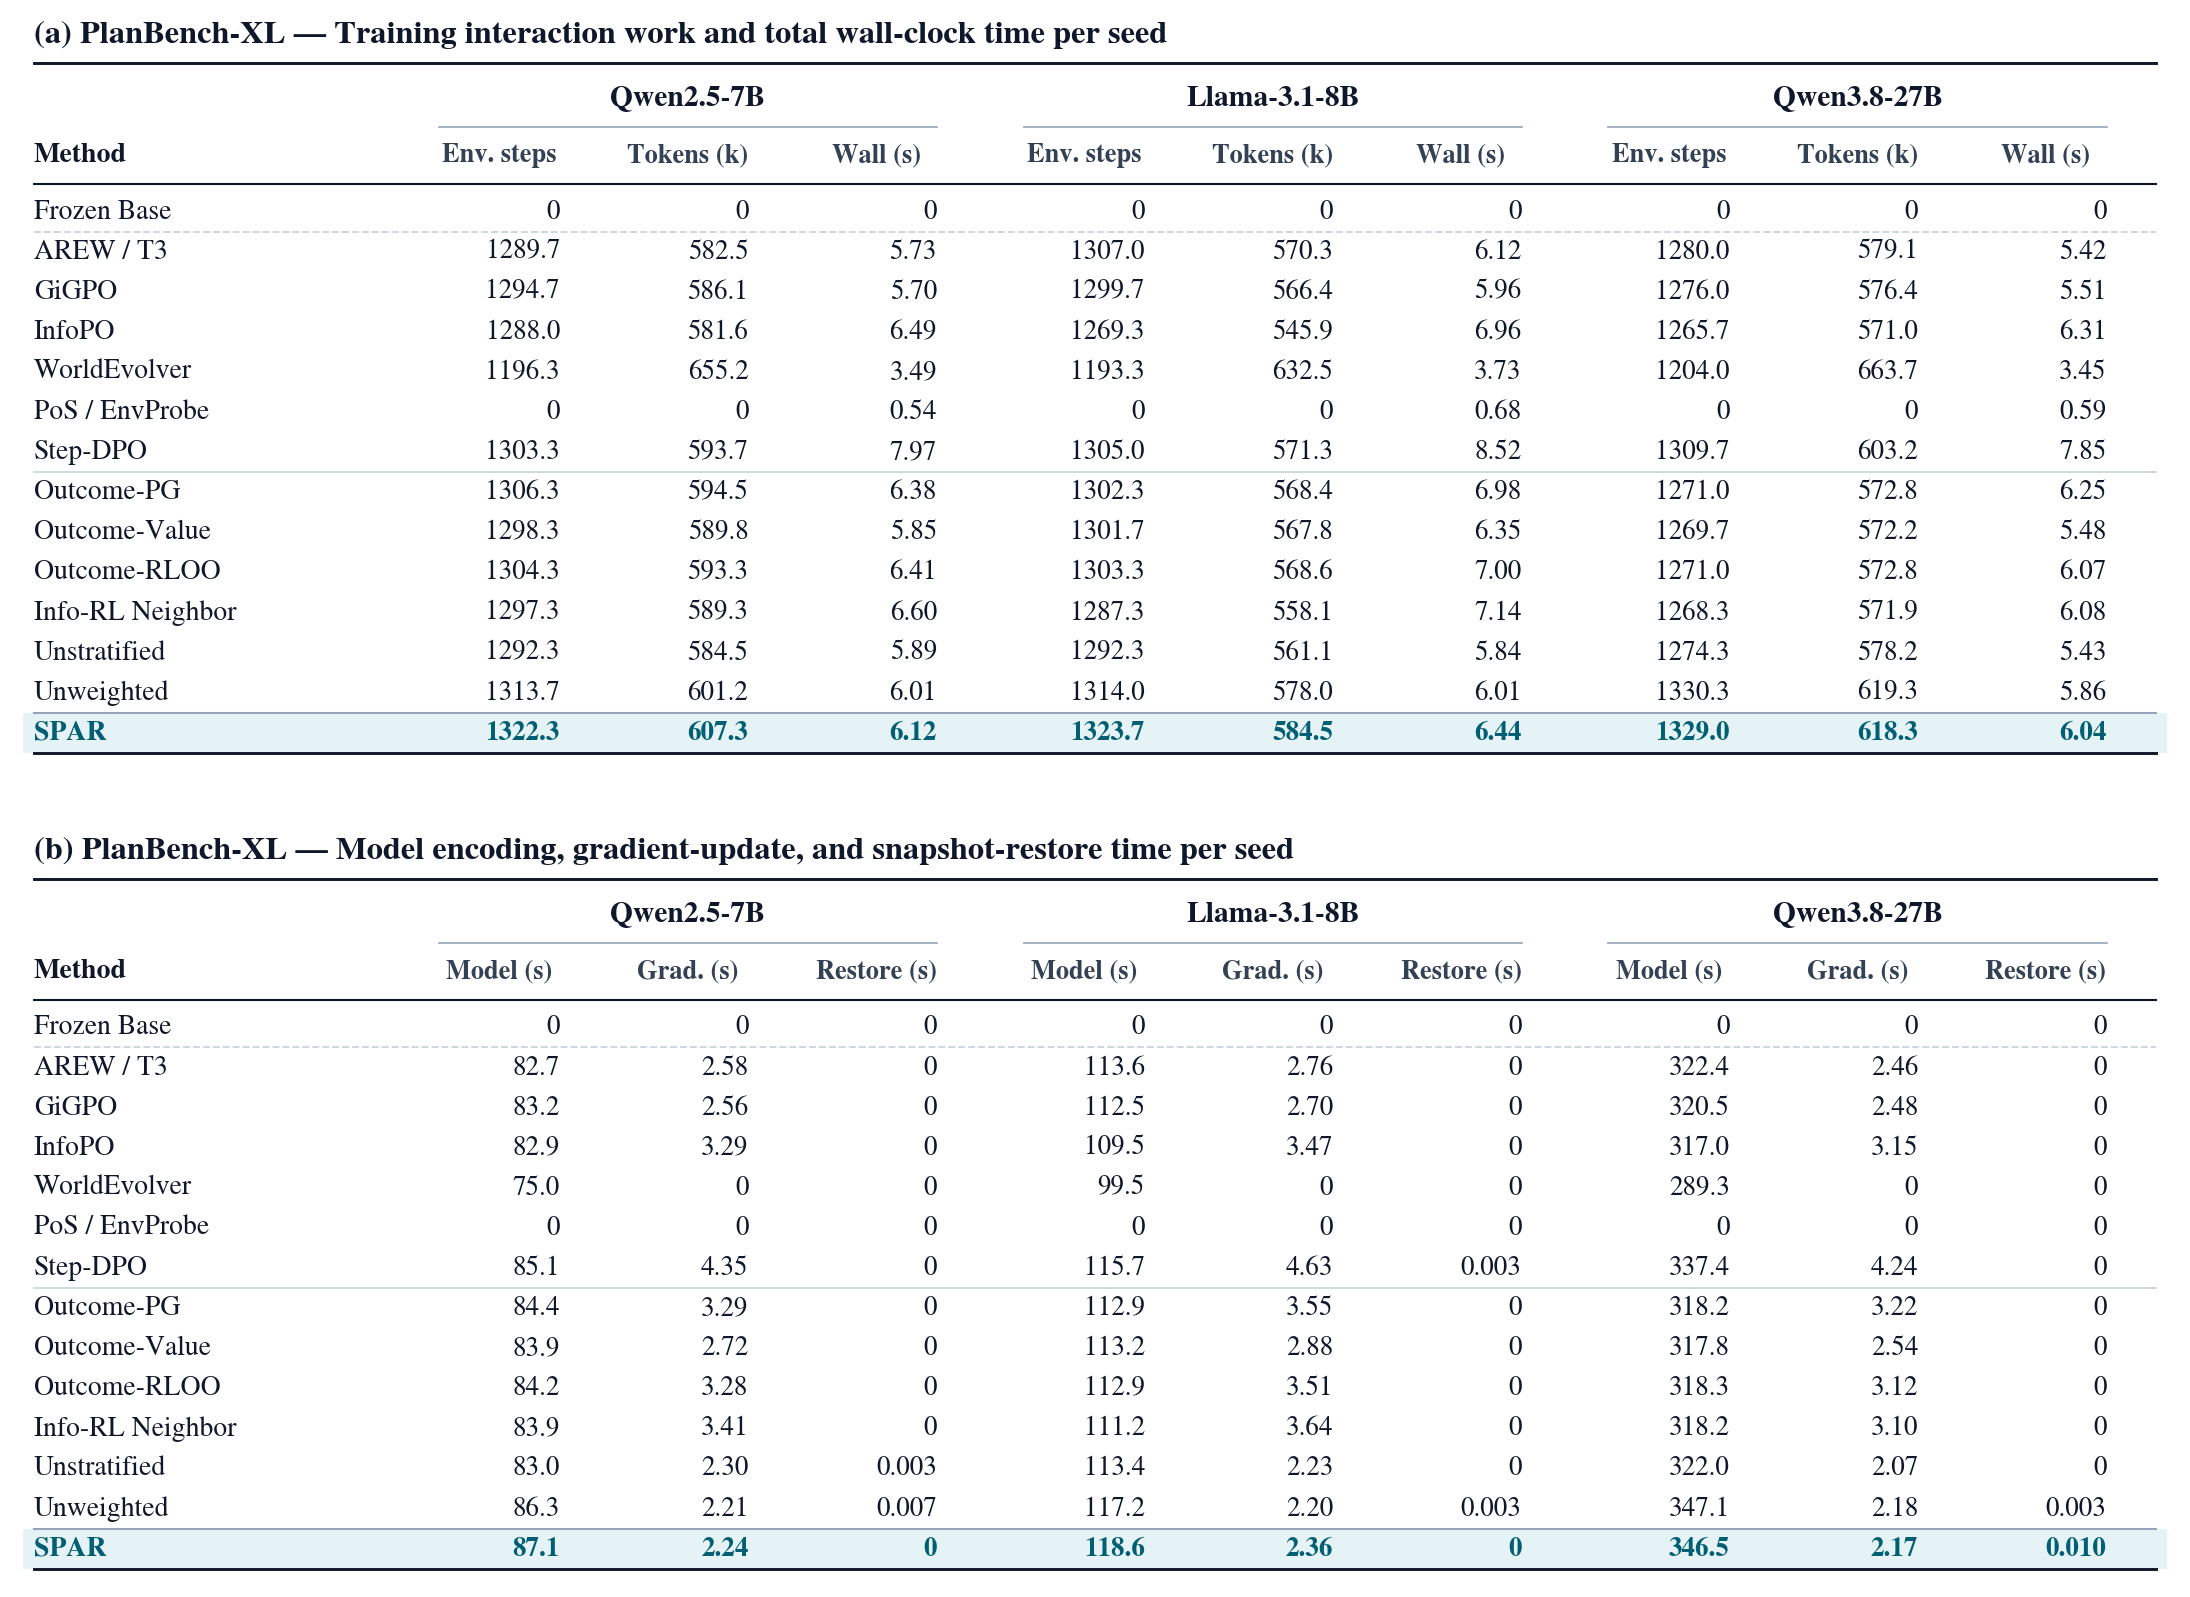 (a) PlanBench-XL — Training interaction work and total wall-clock time per seed
Qwen2.5-7B Llama-3.1-8B Qwen3.8-27B
Method Env. steps Tokens (k) Wall (s) Env. steps Tokens (k) Wall (s) Env. steps Tokens (k) Wall (s)
Frozen Base 0 0 0 0 0 0 0 0 0
AREW / T3 1289.7 582.5 5.73 1307.0 570.3 6.12 1280.0 579.1 5.42
GiGPO 1294.7 586.1 5.70 1299.7 566.4 5.96 1276.0 576.4 5.51
InfoPO 1288.0 581.6 6.49 1269.3 545.9 6.96 1265.7 571.0 6.31
WorldEvolver 1196.3 655.2 3.49 1193.3 632.5 3.73 1204.0 663.7 3.45
PoS / EnvProbe 0 0 0.54 0 0 0.68 0 0 0.59
Step-DPO 1303.3 593.7 7.97 1305.0 571.3 8.52 1309.7 603.2 7.85
Outcome-PG 1306.3 594.5 6.38 1302.3 568.4 6.98 1271.0 572.8 6.25
Outcome-Value 1298.3 589.8 5.85 1301.7 567.8 6.35 1269.7 572.2 5.48
Outcome-RLOO 1304.3 593.3 6.41 1303.3 568.6 7.00 1271.0 572.8 6.07
Info-RL Neighbor 1297.3 589.3 6.60 1287.3 558.1 7.14 1268.3 571.9 6.08
Unstratified 1292.3 584.5 5.89 1292.3 561.1 5.84 1274.3 578.2 5.43
Unweighted 1313.7 601.2 6.01 1314.0 578.0 6.01 1330.3 619.3 5.86
SPAR 1322.3 607.3 6.12 1323.7 584.5 6.44 1329.0 618.3 6.04
(b) PlanBench-XL — Model encoding, gradient-update, and snapshot-restore time per seed
Qwen2.5-7B Llama-3.1-8B Qwen3.8-27B
Method Model (s) Grad. (s) Restore (s) Model (s) Grad. (s) Restore (s) Model (s) Grad. (s) Restore (s)
Frozen Base 0 0 0 0 0 0 0 0 0
AREW / T3 82.7 2.58 0 113.6 2.76 0 322.4 2.46 0
GiGPO 83.2 2.56 0 112.5 2.70 0 320.5 2.48 0
InfoPO 82.9 3.29 0 109.5 3.47 0 317.0 3.15 0
WorldEvolver 75.0 0 0 99.5 0 0 289.3 0 0
PoS / EnvProbe 0 0 0 0 0 0 0 0 0
Step-DPO 85.1 4.35 0 115.7 4.63 0.003 337.4 4.24 0
Outcome-PG 84.4 3.29 0 112.9 3.55 0 318.2 3.22 0
Outcome-Value 83.9 2.72 0 113.2 2.88 0 317.8 2.54 0
Outcome-RLOO 84.2 3.28 0 112.9 3.51 0 318.3 3.12 0
Info-RL Neighbor 83.9 3.41 0 111.2 3.64 0 318.2 3.10 0
Unstratified 83.0 2.30 0.003 113.4 2.23 0 322.0 2.07 0
Unweighted 86.3 2.21 0.007 117.2 2.20 0.003 347.1 2.18 0.003
SPAR 87.1 2.24 0 118.6 2.36 0 346.5 2.17 0.010